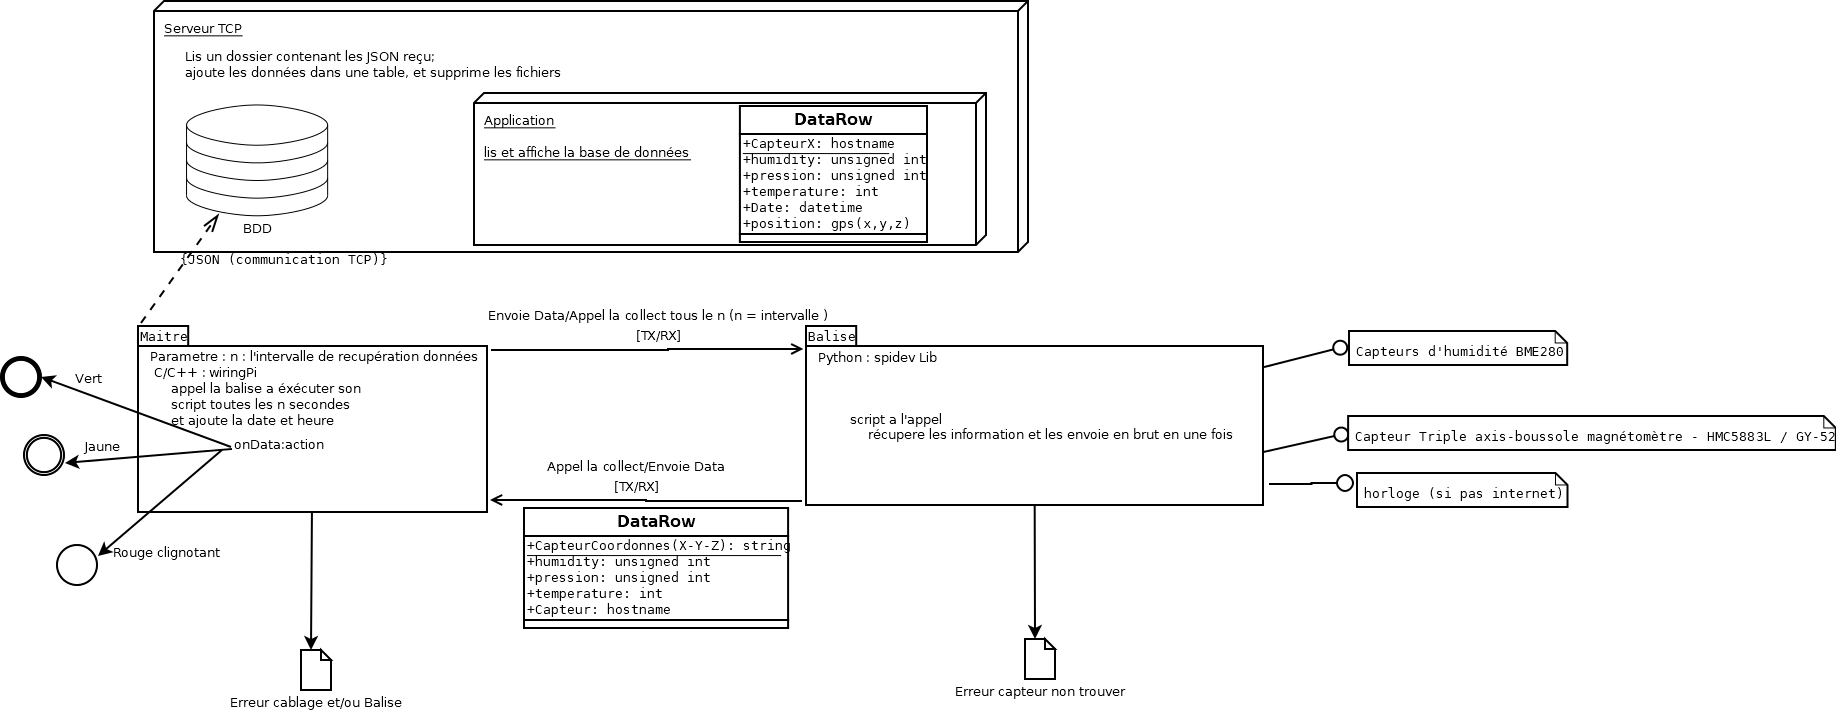 Serveur TCP
Lis un dossier contenant les JSON reçu;
ajoute les données dans une table, et supprime les fichiers
BDD
Application
lis et affiche la base de données
DataRow
+CapteurX: hostname
+humidity: unsigned int
+pression: unsigned int
+temperature: int
+Date: datetime
+position: gps(x,y,z)
{JSON (communication TCP)}
Envoie Data/Appel la collect tous le n (n = intervalle )
[TX/RX]
Maitre
Parametre : n : l'intervalle de recupération données
C/C++ : wiringPi
appel la balise a éxécuter son
script toutes les n secondes
et ajoute la date et heure
onData:action
Vert
Jaune
Rouge clignotant
Balise
Python : spidev Lib
script a l'appel
récupere les information et les envoie en brut en une fois
Capteurs d'humidité BME280
Capteur Triple axis-boussole magnétomètre - HMC5883L / GY-52
horloge (si pas internet)
Appel la collect/Envoie Data
[TX/RX]
DataRow
+CapteurCoordonnes(X-Y-Z): string
+humidity: unsigned int
+pression: unsigned int
+temperature: int
+Capteur: hostname
Erreur cablage et/ou Balise
Erreur capteur non trouver